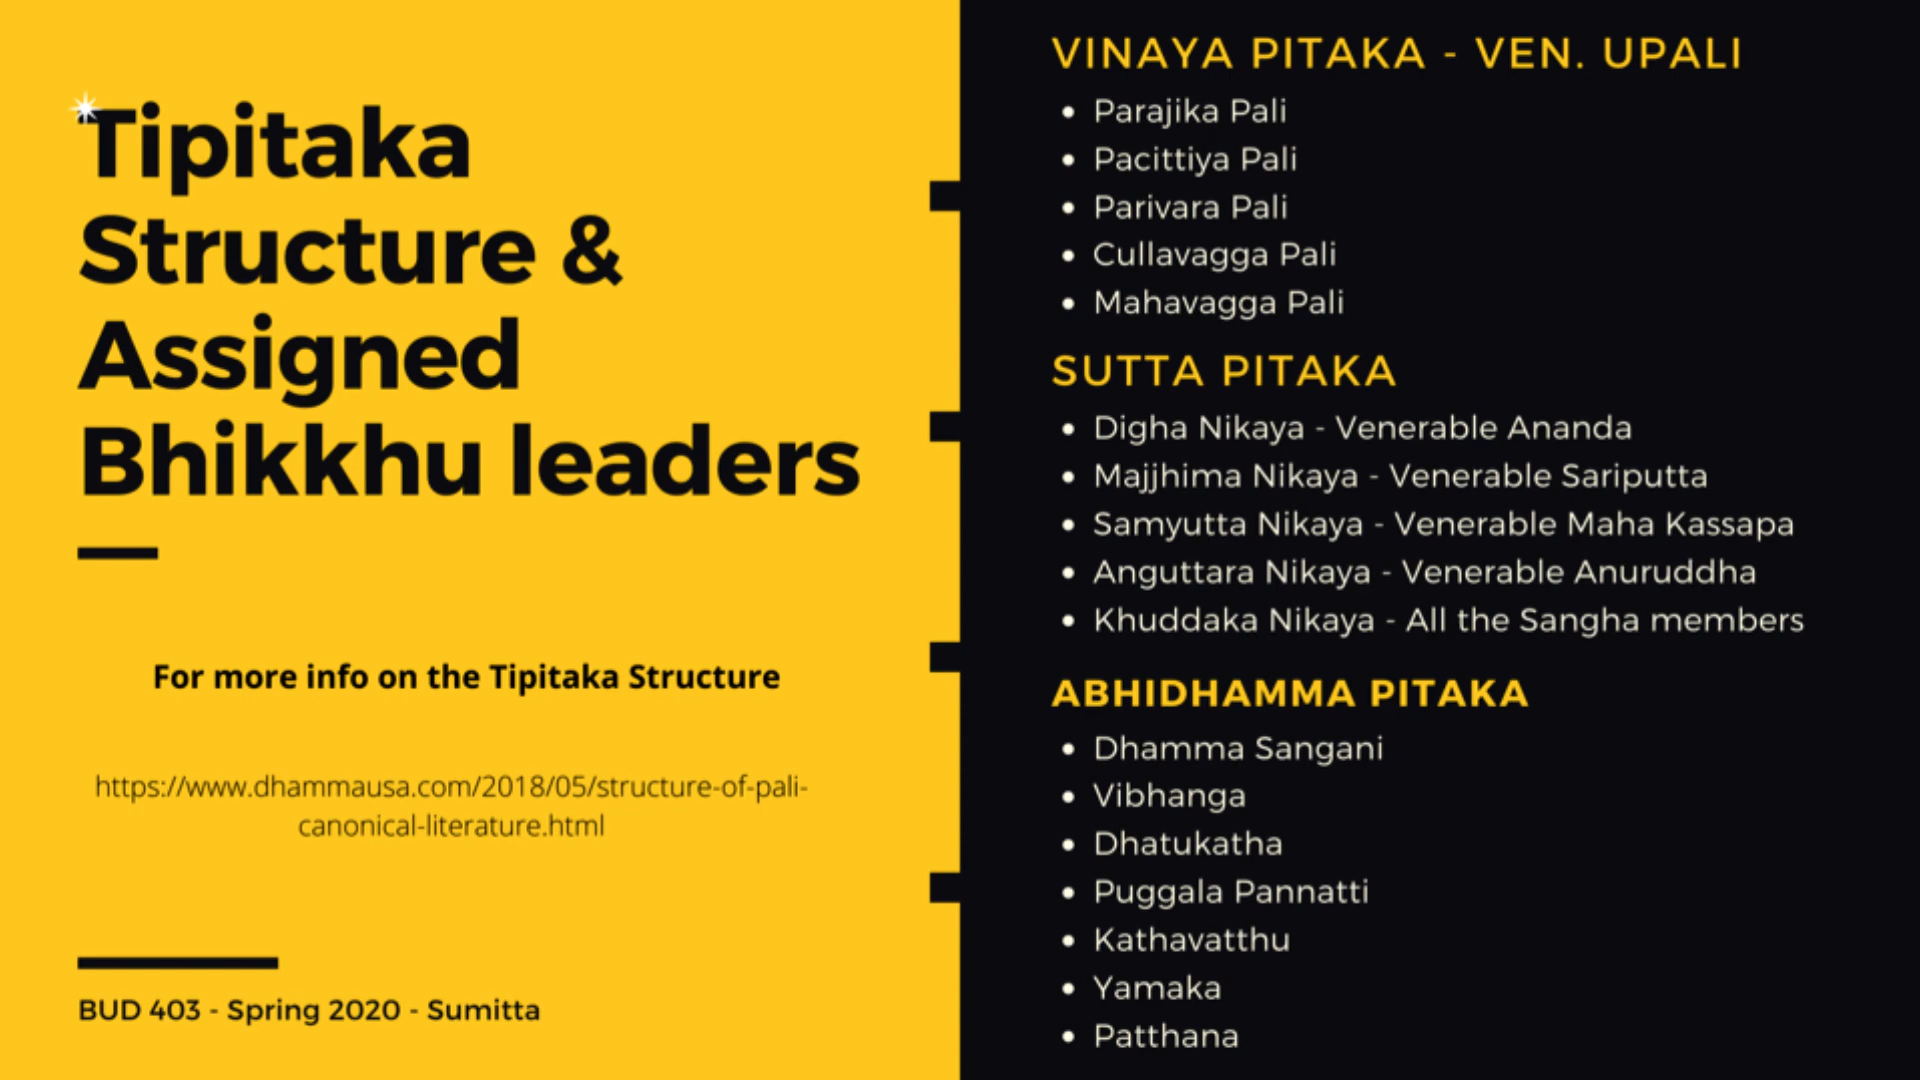 Tipitaka
Structure &
Assigned
Bhikkhu leaders
For more info on the Tipitaka Structure
https://www.dhammausa.com/2018/05/structure-of-pali-
canonical-literature.html
BUD 403 - Spring 2020 - Sumitta
VINAYA PITAKA - VEN. UPALI
• Parajika Pali
• Pacittiya Pali
• Parivara Pali
• Cullavagga Pali
• Mahavagga Pali
SUTTA PITAKA
• Digha Nikaya - Venerable Ananda
• Majjhima Nikaya - Venerable Sariputta
• Samyutta Nikaya - Venerable Maha Kassapa
• Anguttara Nikaya - Venerable Anuruddha
• Khuddaka Nikaya - All the Sangha members
ABHIDHAMMA PITAKA
• Dhamma Sangani
• Vibhanga
• Dhatukatha
• Puggala Pannatti
• Kathavatthu
• Yamaka
• Patthana